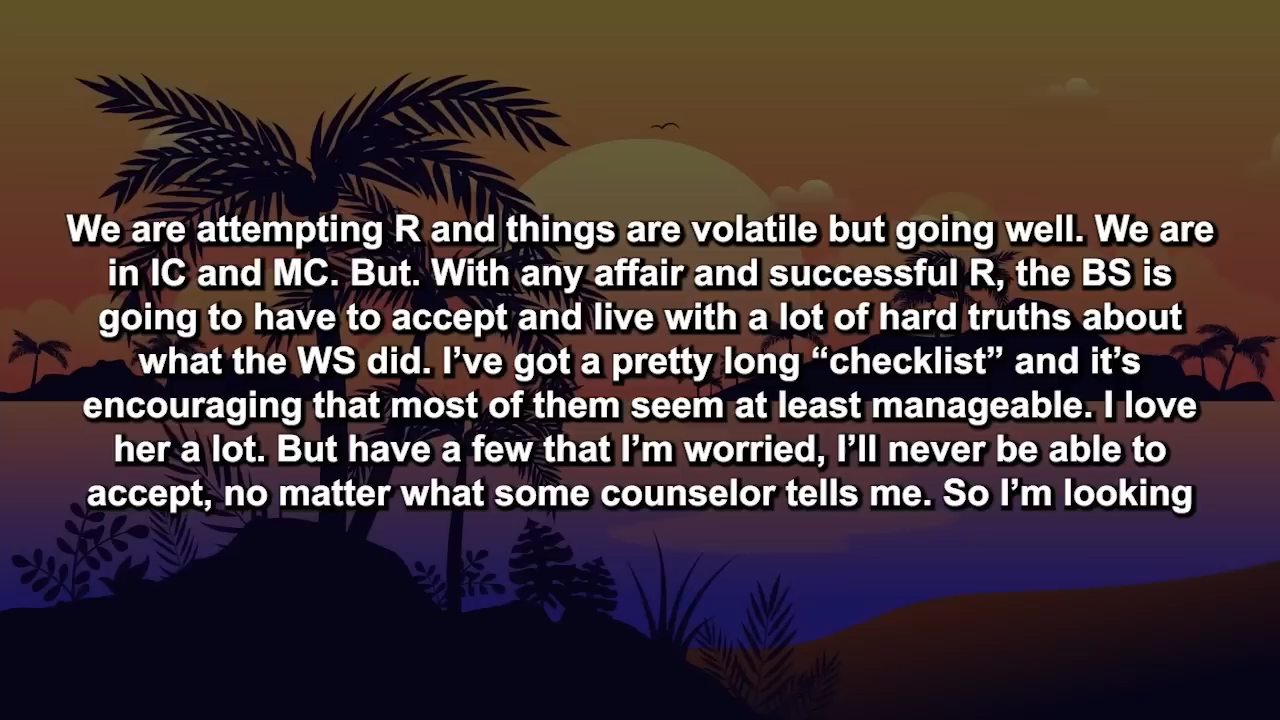 We are attempting R and things are volatile but going well. We are
in IC and MC. But. With any affair and successful R, the BS is
going to have to accept and live with a lot of hard truths about
what the WS did. I’ve got a pretty long “checklist” and it’s
encouraging that most of them seem at least manageable. I love
her a lot. But have a few that I’m worried, I’ll never be able to
accept, no matter what some counselor tells me. So I’m looking